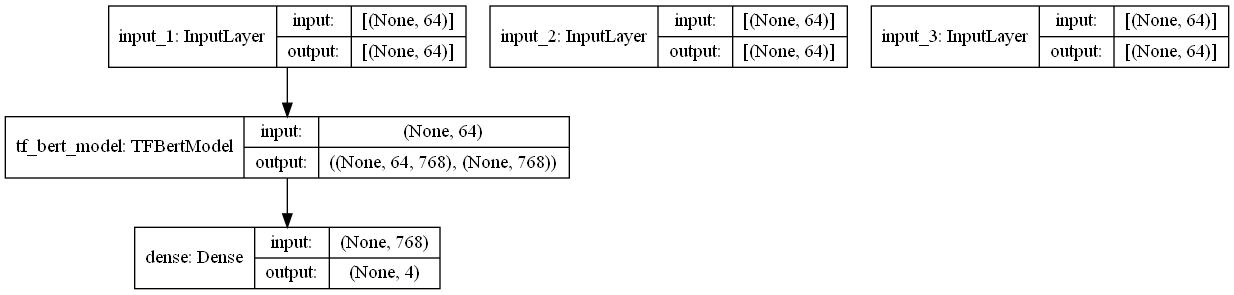 input_1: InputLayer
input: [(None, 64)]
output: [(None, 64)]
input_2: InputLayer
input: [(None, 64)]
output: [(None, 64)]
input_3: InputLayer
input: [(None, 64)]
output: [(None, 64)]
tf_bert_model: TFBertModel
input: (None, 64)
output: ((None, 64, 768), (None, 768))
dense: Dense
input: (None, 768)
output: (None, 4)